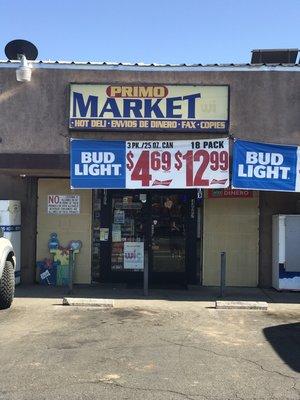 PRIMO
MARKET
• HOT DELI • ENVIOS DE DINERO • FAX • COPIES
BUD LIGHT
3 PK./25 OZ. CAN
$4.69
18 PACK
$12.99
BUD LIGHT
DINERO
NO
wic